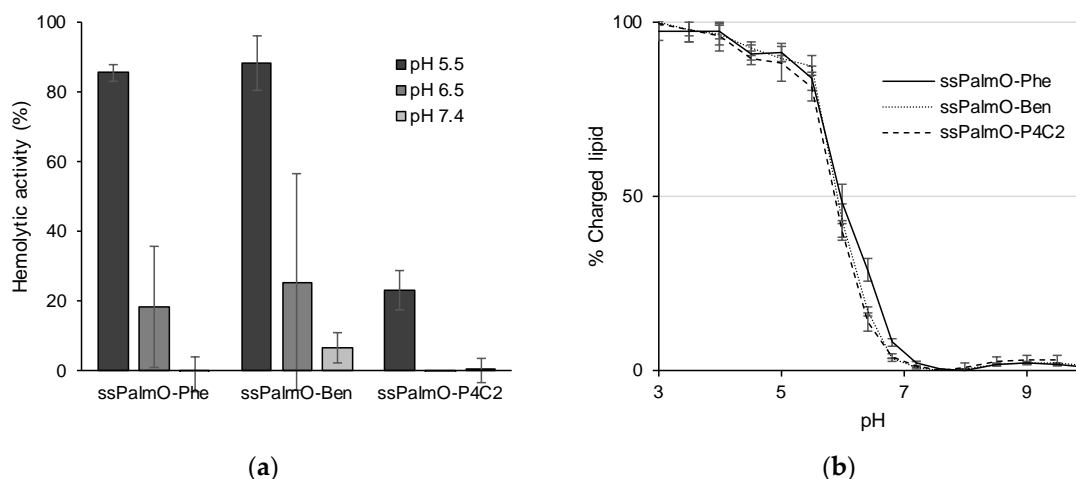 100
80
60
40
20
0
Hemolytic activity (%)
pH 5.5
pH 6.5
pH 7.4
ssPalmO-Phe
ssPalmO-Ben
ssPalmO-P4C2
(a)
100
50
0
% Charged lipid
ssPalmO-Phe
ssPalmO-Ben
ssPalmO-P4C2
3 5 7 9
pH
(b)